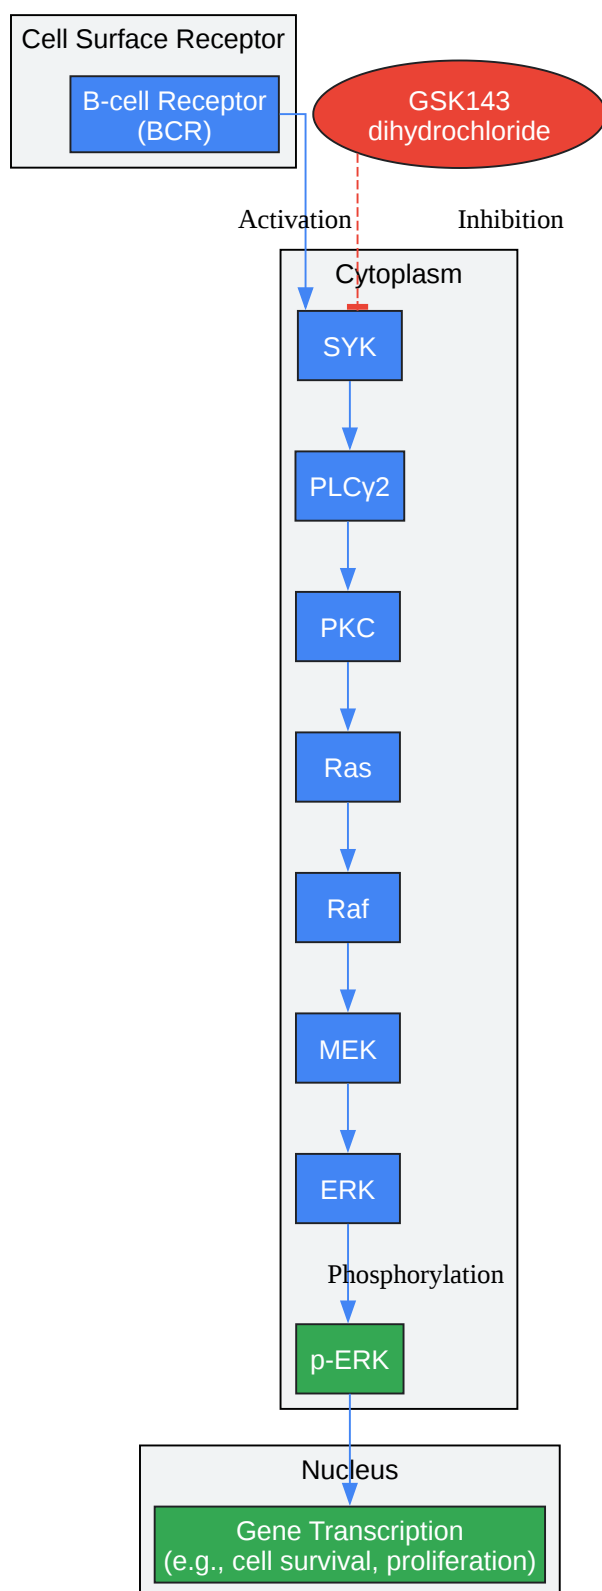 Cell Surface Receptor
B-cell Receptor
(BCR)
GSK143
dihydrochloride
Activation
Inhibition
Cytoplasm
SYK
PLCγ2
PKC
Ras
Raf
MEK
ERK
Phosphorylation
p-ERK
Nucleus
Gene Transcription
(e.g., cell survival, proliferation)